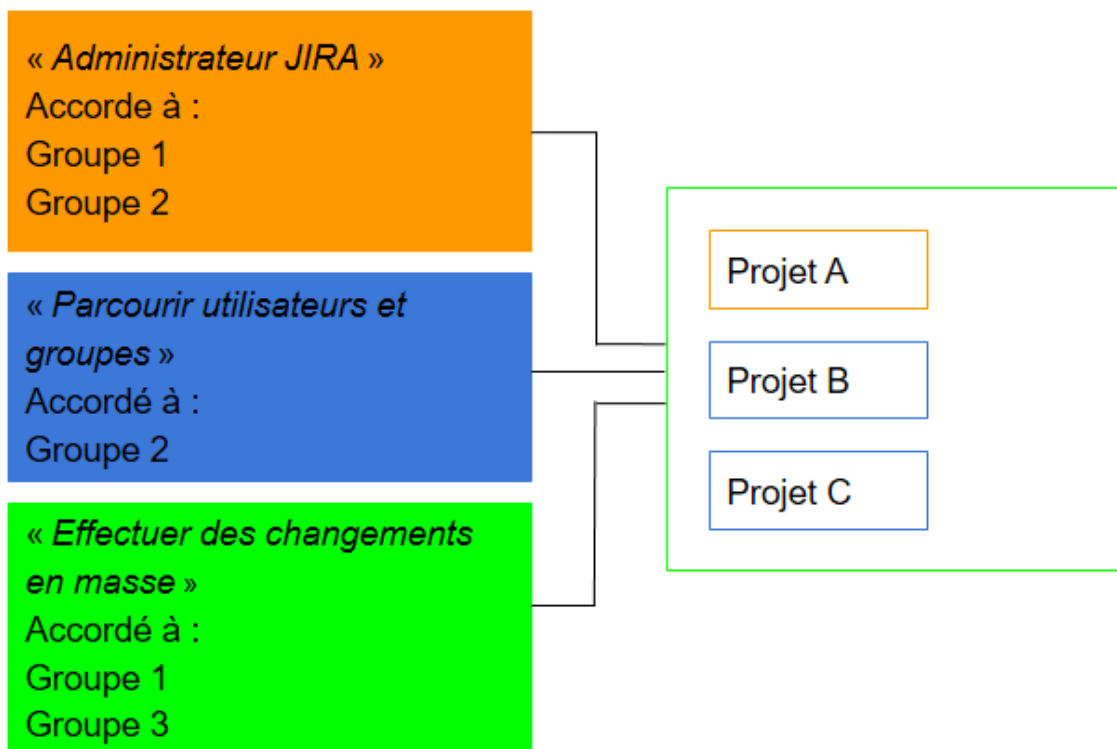 « Administrateur JIRA »
Accorde à :
Groupe 1
Groupe 2
« Parcourir utilisateurs et
groupes »
Accordé à :
Groupe 2
« Effectuer des changements
en masse »
Accordé à :
Groupe 1
Groupe 3
Projet A
Projet B
Projet C